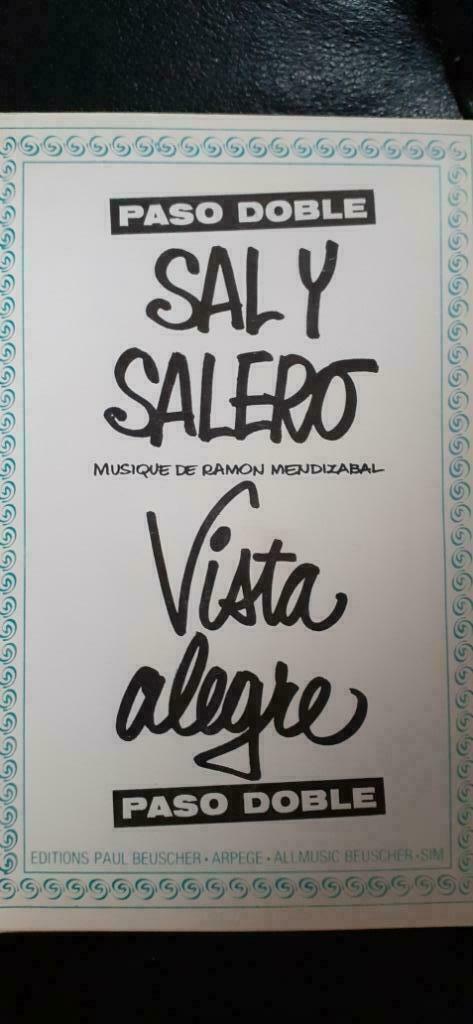 PASO DOBLE
SAL Y
SALERO
MUSIQUE DE RAMON MENDIZABAL
Vista
alegre
PASO DOBLE
EDITIONS PAUL BEUSCHER • ARPEGE • ALLMUSIC BEUSCHER • SIM